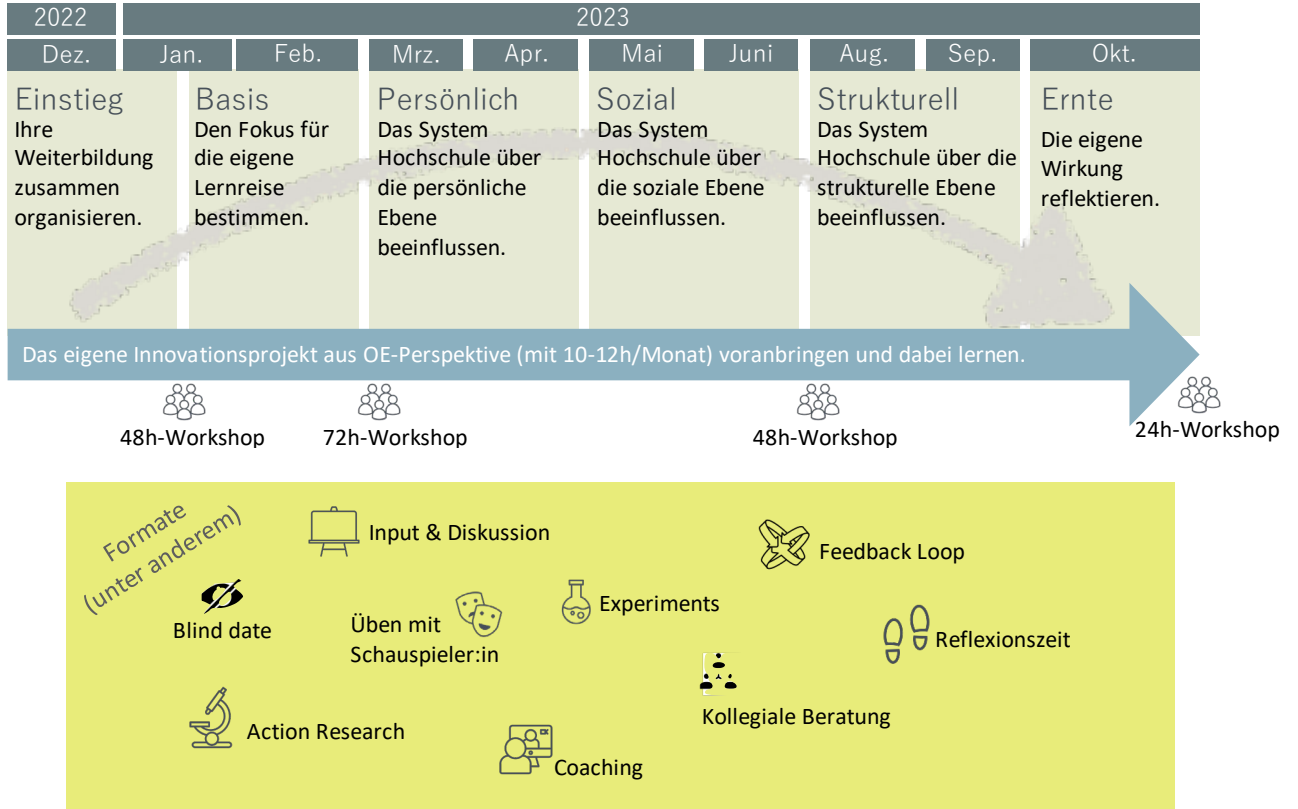 2022
2023
Dez.
Jan.
Feb.
Mrz.
Apr.
Mai
Juni
Aug.
Sep.
Okt.
Einstieg
Ihre
Weiterbildung
zusammen
organisieren.
Basis
Den Fokus für
die eigene
Lernreise
bestimmen.
Persönlich
Das System
Hochschule über
die persönliche
Ebene
beeinflussen.
Sozial
Das System
Hochschule über
die soziale Ebene
beeinflussen.
Strukturell
Das System
Hochschule über die
strukturelle Ebene
beeinflussen.
Ernte
Die eigene
Wirkung
reflektieren.
Das eigene Innovationsprojekt aus OE-Perspektive (mit 10-12h/Monat) voranbringen und dabei lernen.
48h-Workshop
72h-Workshop
48h-Workshop
24h-Workshop
Formate
(unter anderem)
Input & Diskussion
Feedback Loop
Blind date
Üben mit
Schauspieler:in
Experiments
Reflexionszeit
Action Research
Coaching
Kollegiale Beratung